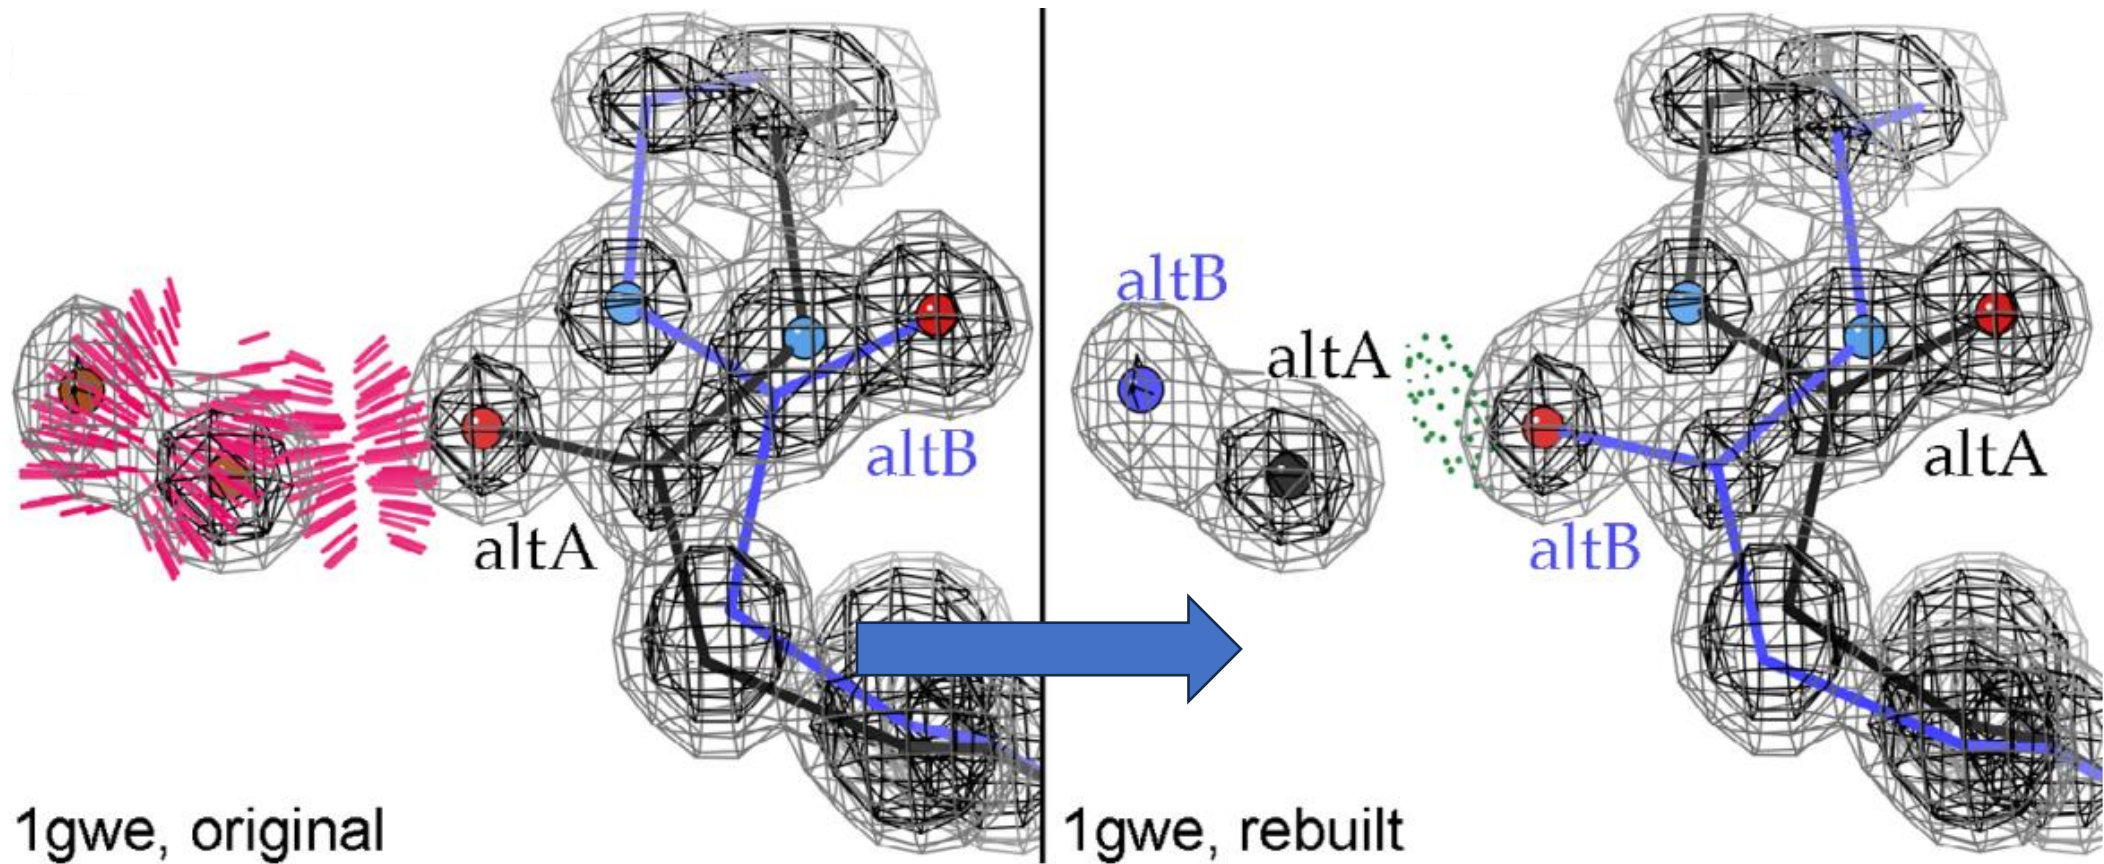 altB
altA
1gwe, original
altB
altA
altB
altA
1gwe, rebuilt